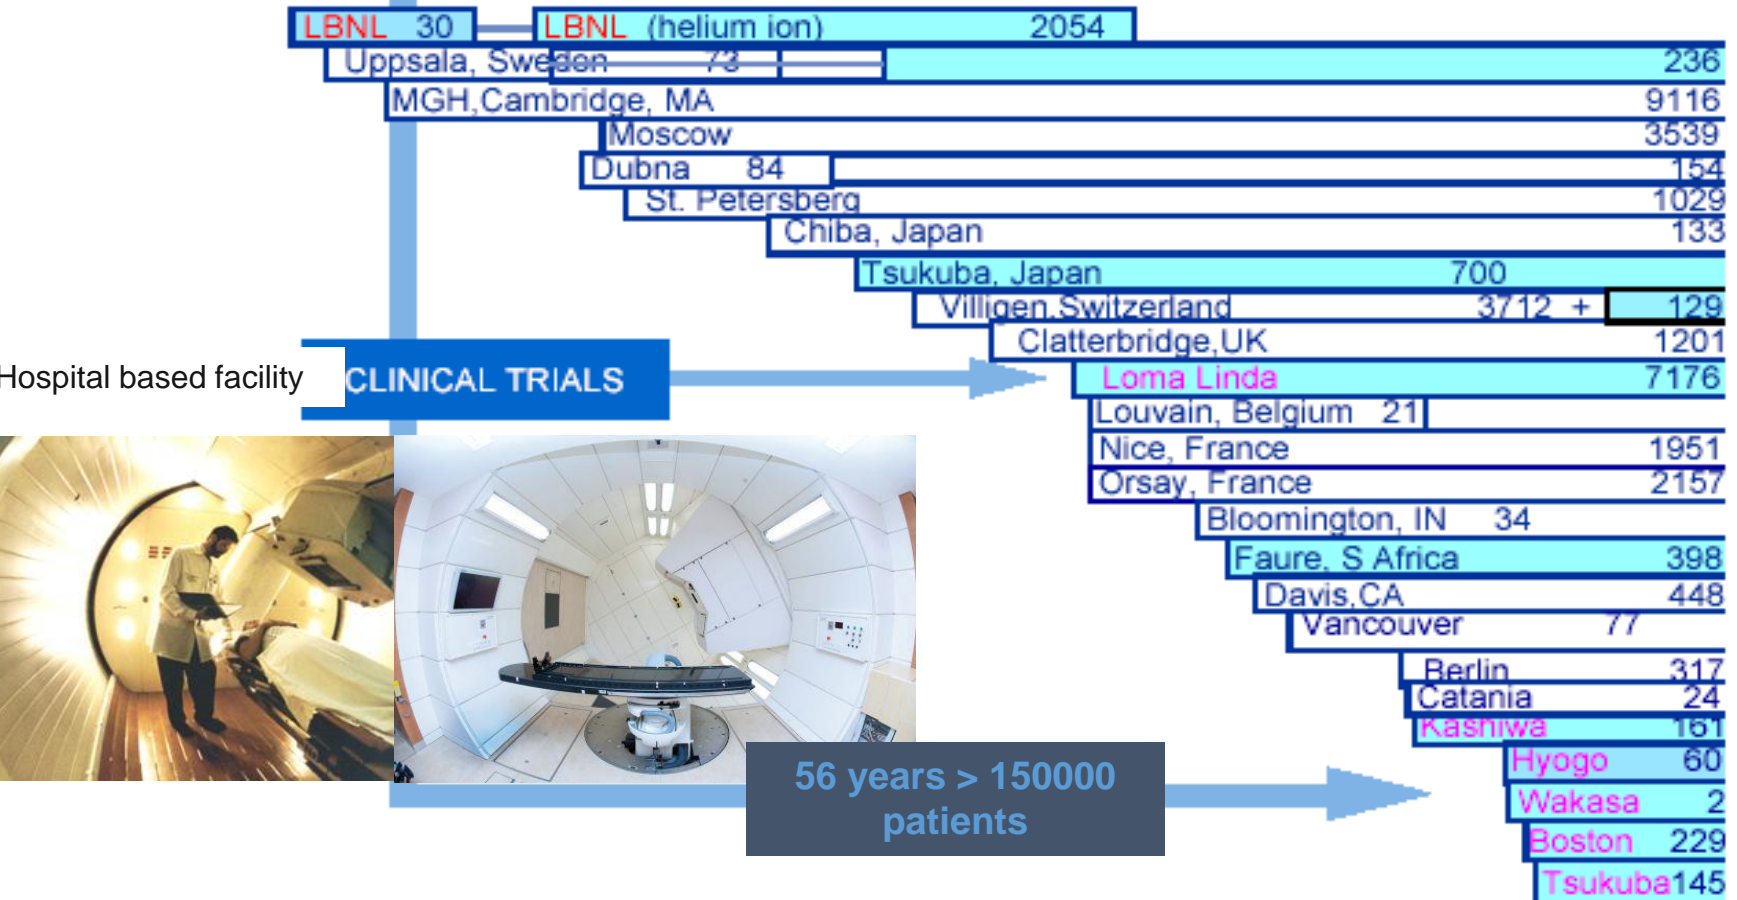 LBNL 30 LBNL (helium ion) 2054
Uppsala, Sweden 73 236
MGH,Cambridge, MA 9116
Moscow 3539
Dubna 84 154
St. Petersberg 1029
Chiba, Japan 133
Tsukuba, Japan 700
Villigen,Switzerland 3712 + 129
Clatterbridge,UK 1201
Hospital based facility CLINICAL TRIALS
Loma Linda 7176
Louvain, Belgium 21
Nice, France 1951
Orsay, France 2157
Bloomington, IN 34
Faure, S Africa 398
Davis,CA 448
Vancouver 77
Berlin 317
Catania 24
Kashiwa 161
Hyogo 60
56 years > 150000
patients
Wakasa 2
Boston 229
Tsukuba145